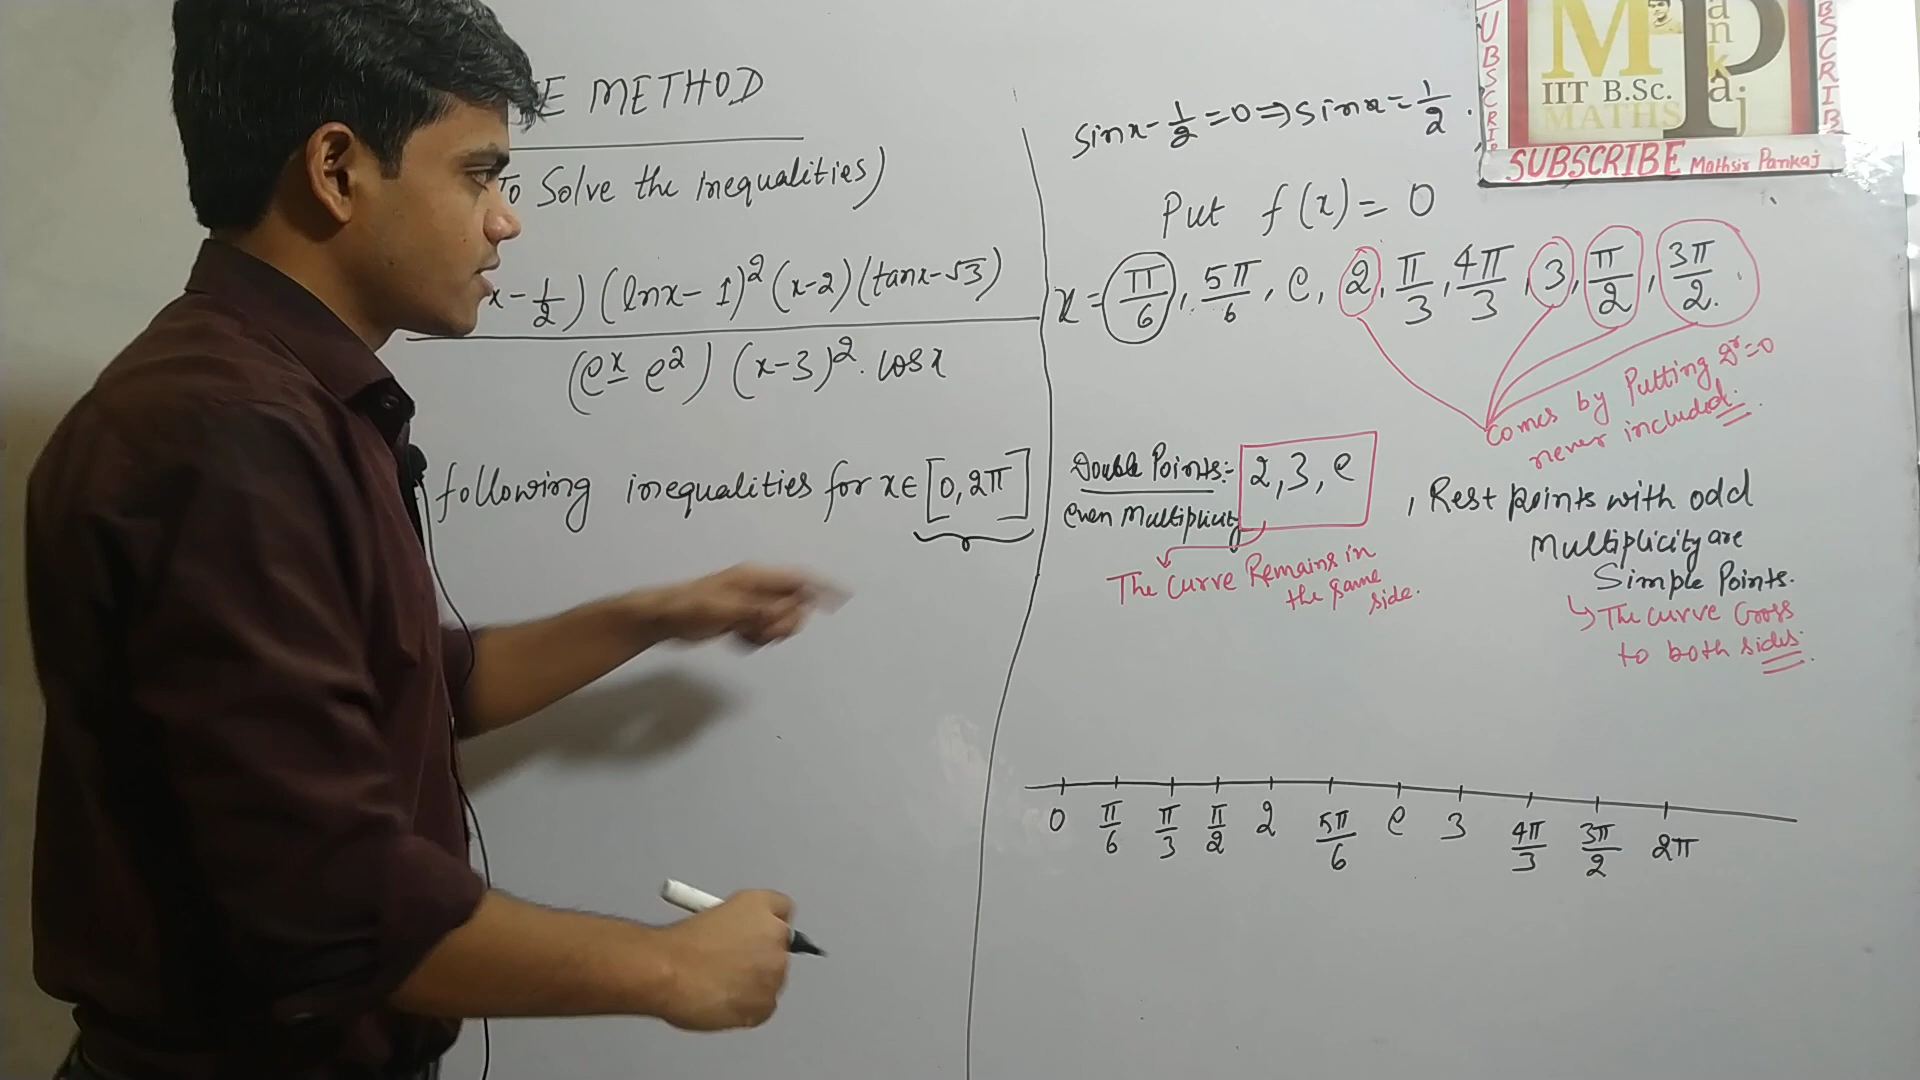 E METHOD
To Solve the inequalities)
x - 1/2) (lnx - 1)² (x-2) (tanx - √3)
(eˣ - e²) (x-3)² . cosx
following inequalities for x ∈ [0, 2π]
sinx - 1/2 = 0 ⇒ sinx = 1/2 .
Put f(x) = 0
x = π/6, 5π/6, e, 2, π/3, 4π/3, 3, π/2, 3π/2.
comes by Putting Dʳ = 0
never included.
Double Points:- 2, 3, e
even Multiplicity
The curve Remains in
the same
side.
, Rest points with odd
Multiplicity are
Simple Points.
↳ The curve Cross
to both sides.
0 π/6 π/3 π/2 2 5π/6 e 3 4π/3 3π/2 2π
MP
ankaj
IIT B.Sc.
MATHS
SUBSCRIBE Mathsir Pankaj